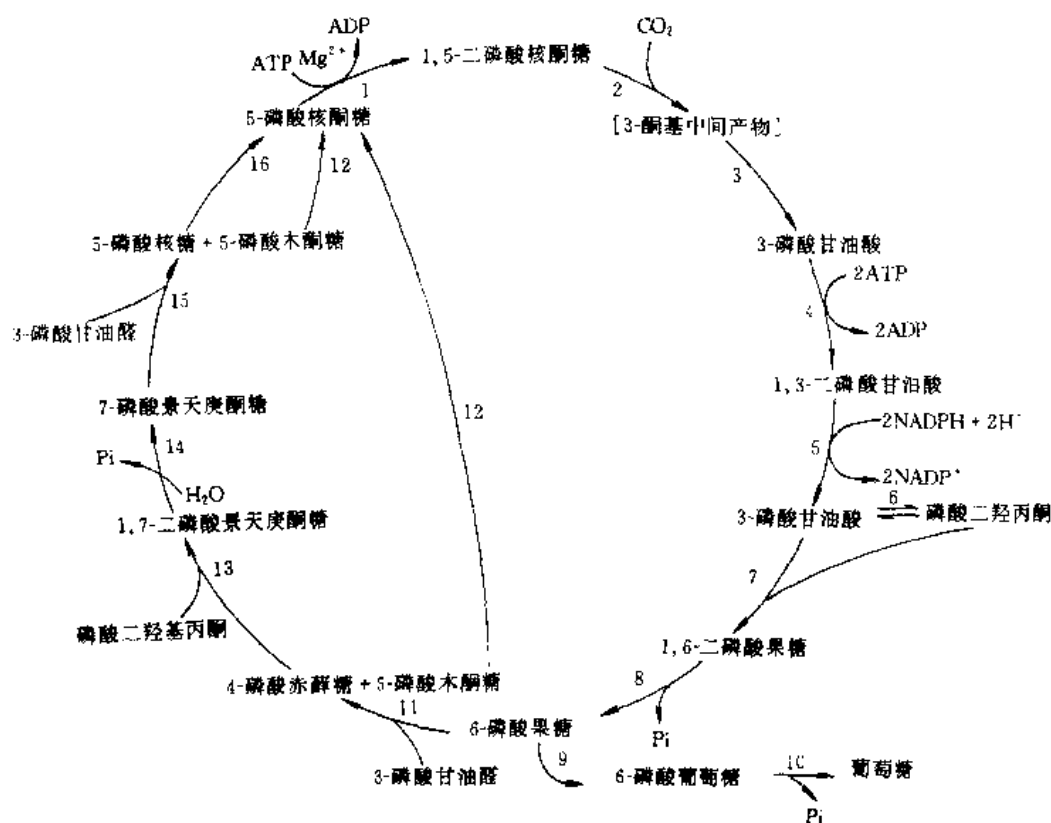 ADP
CO₂
ATP Mg²⁺
1,5-二磷酸核酮糖
1
2
5-磷酸核酮糖
[3-酮基中间产物]
16
12
3
5-磷酸核糖 + 5-磷酸木酮糖
3-磷酸甘油酸
2ATP
15
4
3-磷酸甘油醛
2ADP
1,3-二磷酸甘油酸
7-磷酸景天庚酮糖
12
2NADPH + 2H⁺
14
5
Pi
2NADP⁺
H₂O
6
1,7-二磷酸景天庚酮糖
3-磷酸甘油酸
磷酸二羟丙酮
13
7
磷酸二羟基丙酮
1,6-二磷酸果糖
4-磷酸赤藓糖 + 5-磷酸木酮糖
8
11
6-磷酸果糖
Pi
9
10
3-磷酸甘油醛
6-磷酸葡萄糖
葡萄糖
Pi